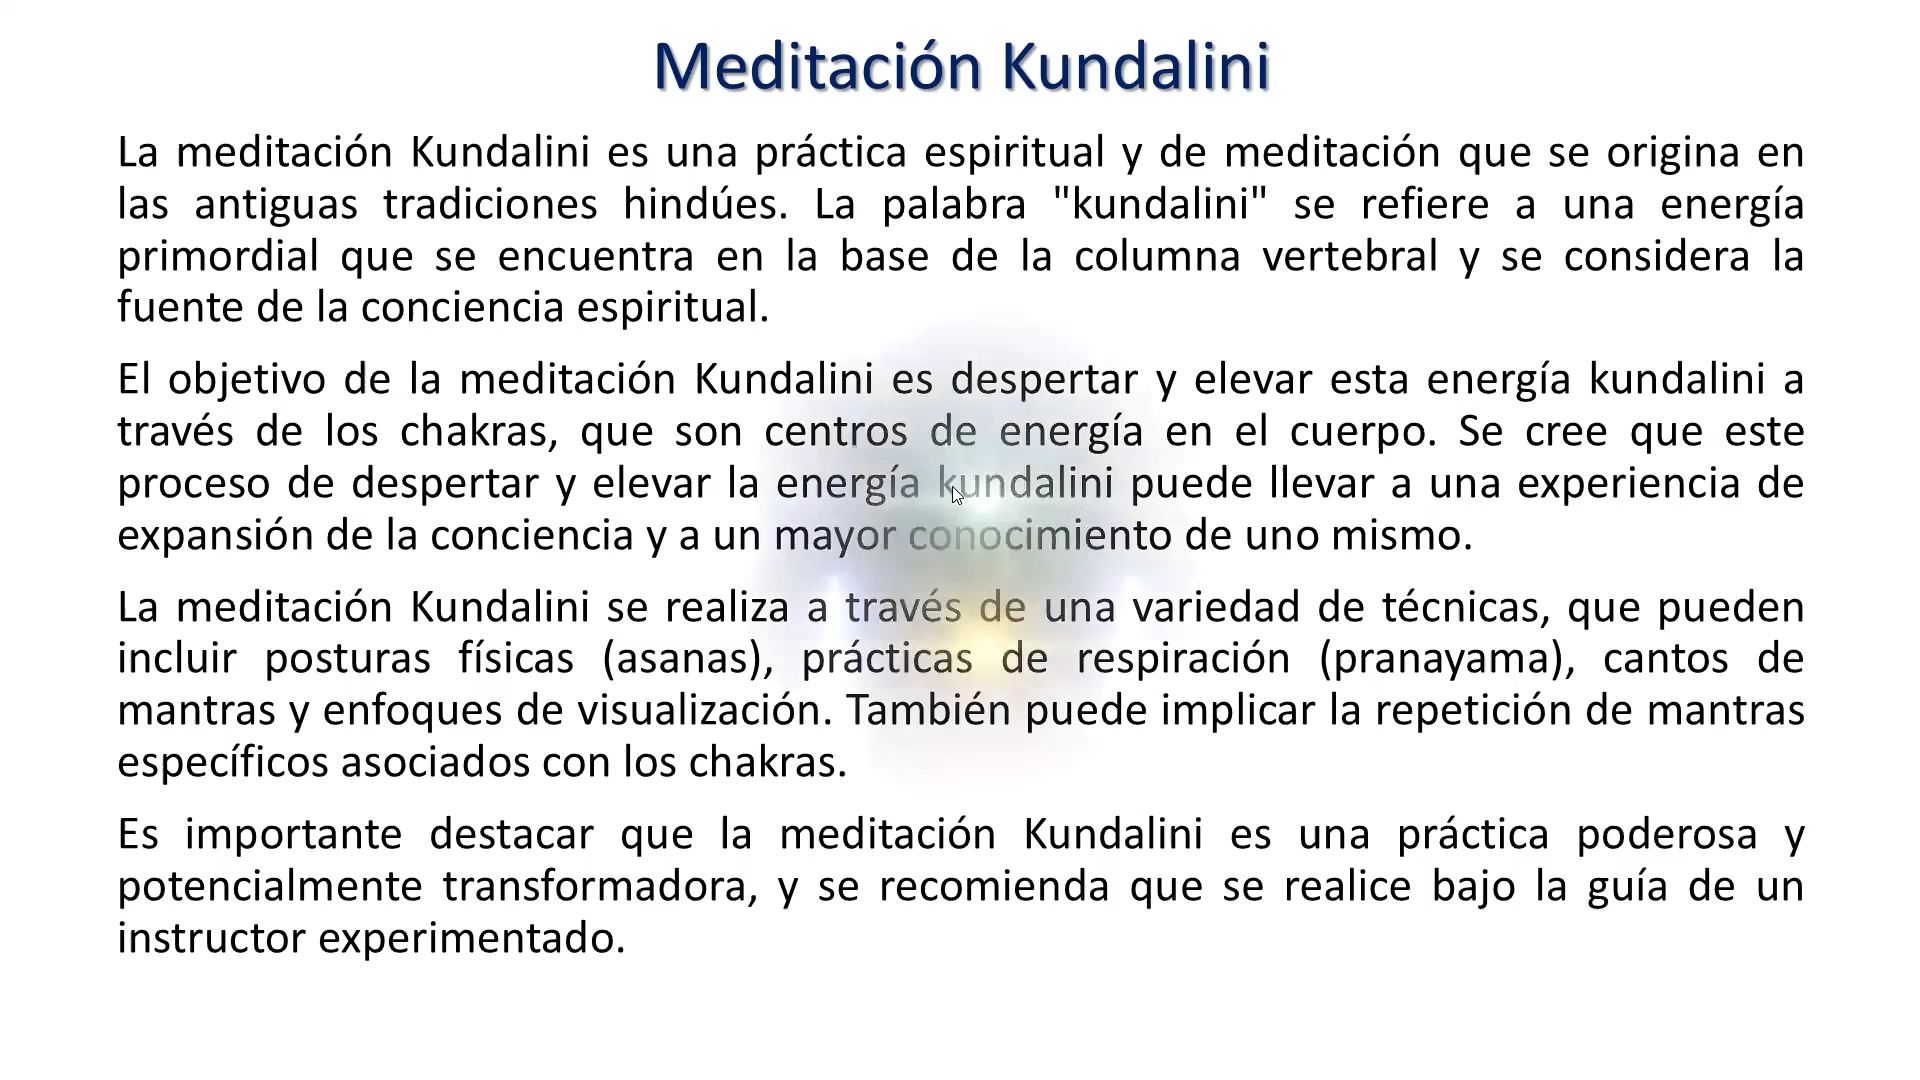 Meditación Kundalini
La meditación Kundalini es una práctica espiritual y de meditación que se origina en
las antiguas tradiciones hindúes. La palabra "kundalini" se refiere a una energía
primordial que se encuentra en la base de la columna vertebral y se considera la
fuente de la conciencia espiritual.
El objetivo de la meditación Kundalini es despertar y elevar esta energía kundalini a
través de los chakras, que son centros de energía en el cuerpo. Se cree que este
proceso de despertar y elevar la energía kundalini puede llevar a una experiencia de
expansión de la conciencia y a un mayor conocimiento de uno mismo.
La meditación Kundalini se realiza a través de una variedad de técnicas, que pueden
incluir posturas físicas (asanas), prácticas de respiración (pranayama), cantos de
mantras y enfoques de visualización. También puede implicar la repetición de mantras
específicos asociados con los chakras.
Es importante destacar que la meditación Kundalini es una práctica poderosa y
potencialmente transformadora, y se recomienda que se realice bajo la guía de un
instructor experimentado.